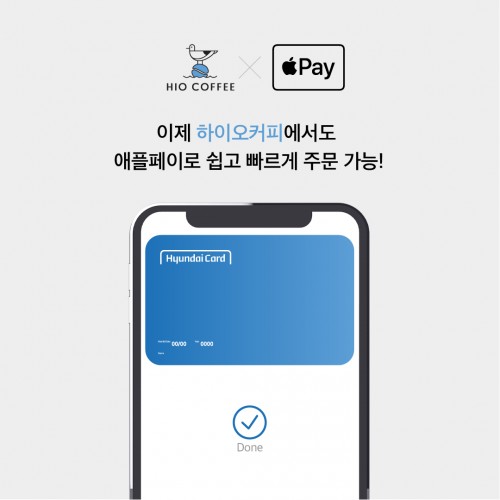 HIO COFFEE
Pay
이제 하이오커피에서도
애플페이로 쉽고 빠르게 주문 가능!
Hyundai Card
00/00 0000
Done